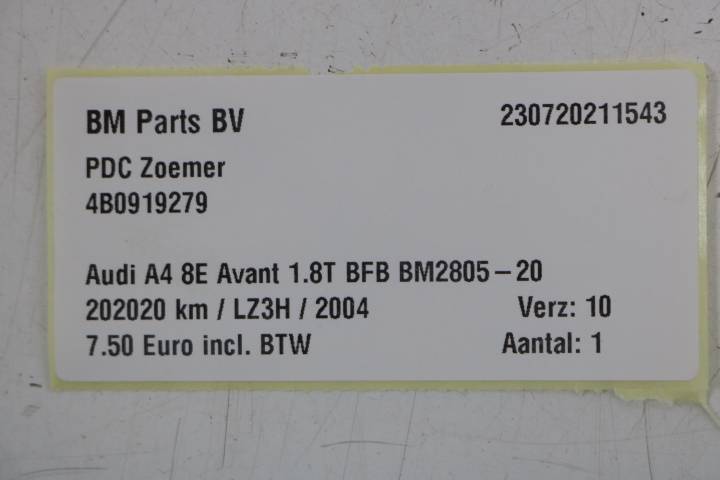 BM Parts BV 230720211543
PDC Zoemer
4B0919279
Audi A4 8E Avant 1.8T BFB BM2805-20
202020 km / LZ3H / 2004 Verz: 10
7.50 Euro incl. BTW Aantal: 1